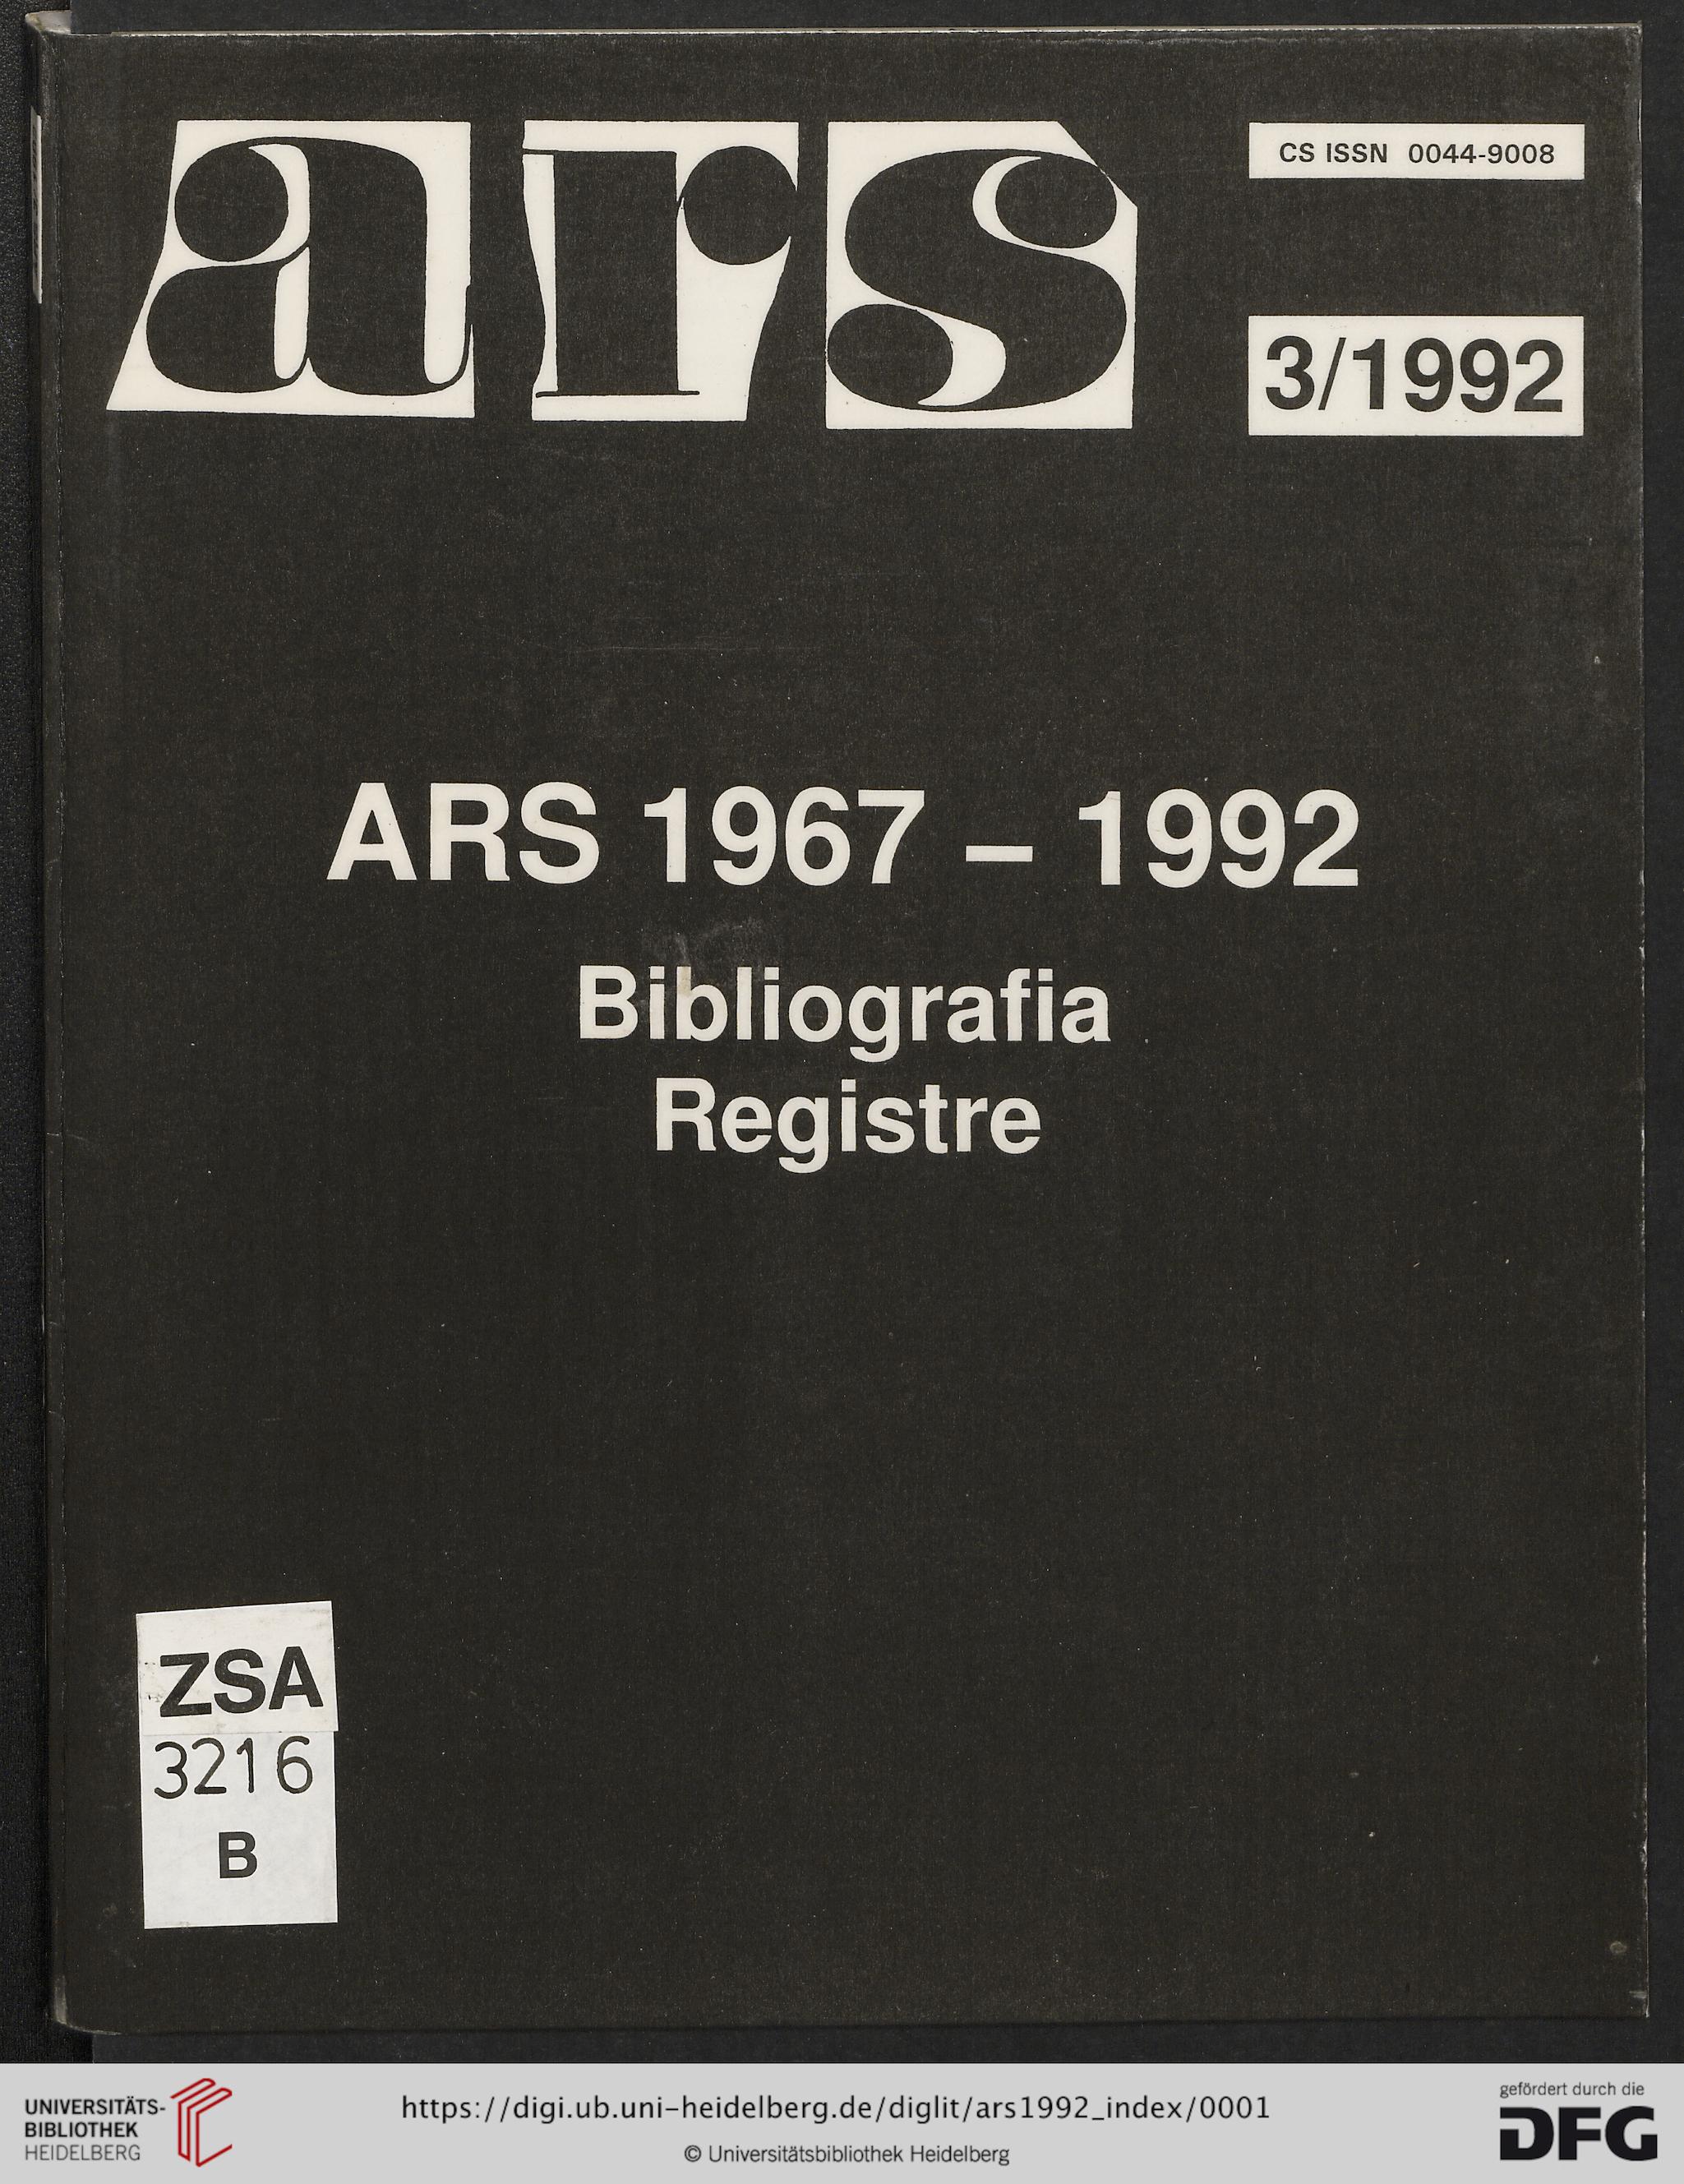 ars
CS ISSN 0044-9008
3/1992
ARS 1967 – 1992
Bibliografia
Registre
ZSA
3216
B
UNIVERSITÄTS-
BIBLIOTHEK
HEIDELBERG
https://digi.ub.uni-heidelberg.de/diglit/ars1992_index/0001
© Universitätsbibliothek Heidelberg
gefördert durch die
DFG